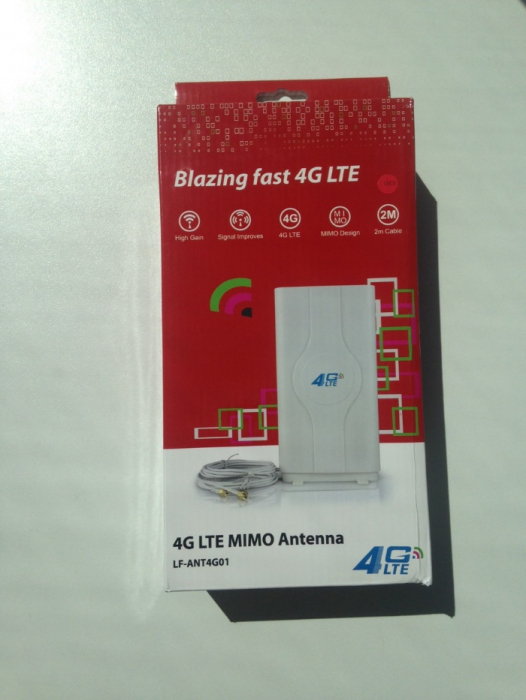 Blazing fast 4G LTE
4G
MI
MO
2M
High Gain
Signal Improves
4G LTE
MIMO Design
2m Cable
4G
LTE
4G LTE MIMO Antenna
LF-ANT4G01
4G
LTE